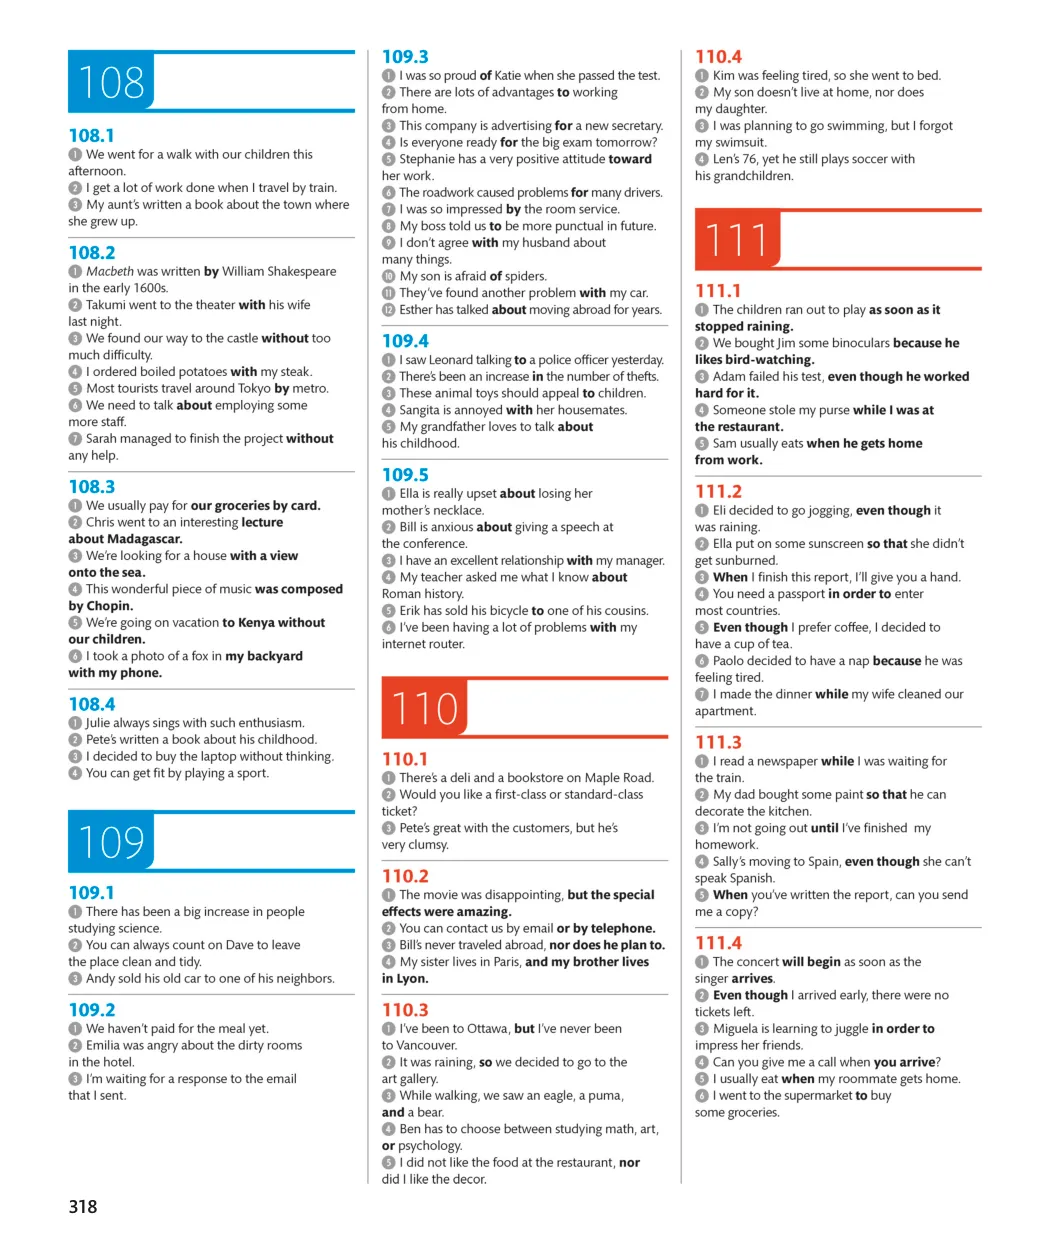 108
108.1
1 We went for a walk with our children this
afternoon.
2 I get a lot of work done when I travel by train.
3 My aunt's written a book about the town where
she grew up.
108.2
1 Macbeth was written by William Shakespeare
in the early 1600s.
2 Takumi went to the theater with his wife
last night.
3 We found our way to the castle without too
much difficulty.
4 I ordered boiled potatoes with my steak.
5 Most tourists travel around Tokyo by metro.
6 We need to talk about employing some
more staff.
7 Sarah managed to finish the project without
any help.
108.3
1 We usually pay for our groceries by card.
2 Chris went to an interesting lecture
about Madagascar.
3 We're looking for a house with a view
onto the sea.
4 This wonderful piece of music was composed
by Chopin.
5 We're going on vacation to Kenya without
our children.
6 I took a photo of a fox in my backyard
with my phone.
108.4
1 Julie always sings with such enthusiasm.
2 Pete's written a book about his childhood.
3 I decided to buy the laptop without thinking.
4 You can get fit by playing a sport.
109
109.1
1 There has been a big increase in people
studying science.
2 You can always count on Dave to leave
the place clean and tidy.
3 Andy sold his old car to one of his neighbors.
109.2
1 We haven't paid for the meal yet.
2 Emilia was angry about the dirty rooms
in the hotel.
3 I'm waiting for a response to the email
that I sent.
109.3
1 I was so proud of Katie when she passed the test.
2 There are lots of advantages to working
from home.
3 This company is advertising for a new secretary.
4 Is everyone ready for the big exam tomorrow?
5 Stephanie has a very positive attitude toward
her work.
6 The roadwork caused problems for many drivers.
7 I was so impressed by the room service.
8 My boss told us to be more punctual in future.
9 I don't agree with my husband about
many things.
10 My son is afraid of spiders.
11 They've found another problem with my car.
12 Esther has talked about moving abroad for years.
109.4
1 I saw Leonard talking to a police officer yesterday.
2 There's been an increase in the number of thefts.
3 These animal toys should appeal to children.
4 Sangita is annoyed with her housemates.
5 My grandfather loves to talk about
his childhood.
109.5
1 Ella is really upset about losing her
mother's necklace.
2 Bill is anxious about giving a speech at
the conference.
3 I have an excellent relationship with my manager.
4 My teacher asked me what I know about
Roman history.
5 Erik has sold his bicycle to one of his cousins.
6 I've been having a lot of problems with my
internet router.
110
110.1
1 There's a deli and a bookstore on Maple Road.
2 Would you like a first-class or standard-class
ticket?
3 Pete's great with the customers, but he's
very clumsy.
110.2
1 The movie was disappointing, but the special
effects were amazing.
2 You can contact us by email or by telephone.
3 Bill's never traveled abroad, nor does he plan to.
4 My sister lives in Paris, and my brother lives
in Lyon.
110.3
1 I've been to Ottawa, but I've never been
to Vancouver.
2 It was raining, so we decided to go to the
art gallery.
3 While walking, we saw an eagle, a puma,
and a bear.
4 Ben has to choose between studying math, art,
or psychology.
5 I did not like the food at the restaurant, nor
did I like the decor.
110.4
1 Kim was feeling tired, so she went to bed.
2 My son doesn't live at home, nor does
my daughter.
3 I was planning to go swimming, but I forgot
my swimsuit.
4 Len's 76, yet he still plays soccer with
his grandchildren.
111
111.1
1 The children ran out to play as soon as it
stopped raining.
2 We bought Jim some binoculars because he
likes bird-watching.
3 Adam failed his test, even though he worked
hard for it.
4 Someone stole my purse while I was at
the restaurant.
5 Sam usually eats when he gets home
from work.
111.2
1 Eli decided to go jogging, even though it
was raining.
2 Ella put on some sunscreen so that she didn't
get sunburned.
3 When I finish this report, I'll give you a hand.
4 You need a passport in order to enter
most countries.
5 Even though I prefer coffee, I decided to
have a cup of tea.
6 Paolo decided to have a nap because he was
feeling tired.
7 I made the dinner while my wife cleaned our
apartment.
111.3
1 I read a newspaper while I was waiting for
the train.
2 My dad bought some paint so that he can
decorate the kitchen.
3 I'm not going out until I've finished my
homework.
4 Sally's moving to Spain, even though she can't
speak Spanish.
5 When you've written the report, can you send
me a copy?
111.4
1 The concert will begin as soon as the
singer arrives.
2 Even though I arrived early, there were no
tickets left.
3 Miguela is learning to juggle in order to
impress her friends.
4 Can you give me a call when you arrive?
5 I usually eat when my roommate gets home.
6 I went to the supermarket to buy
some groceries.
318